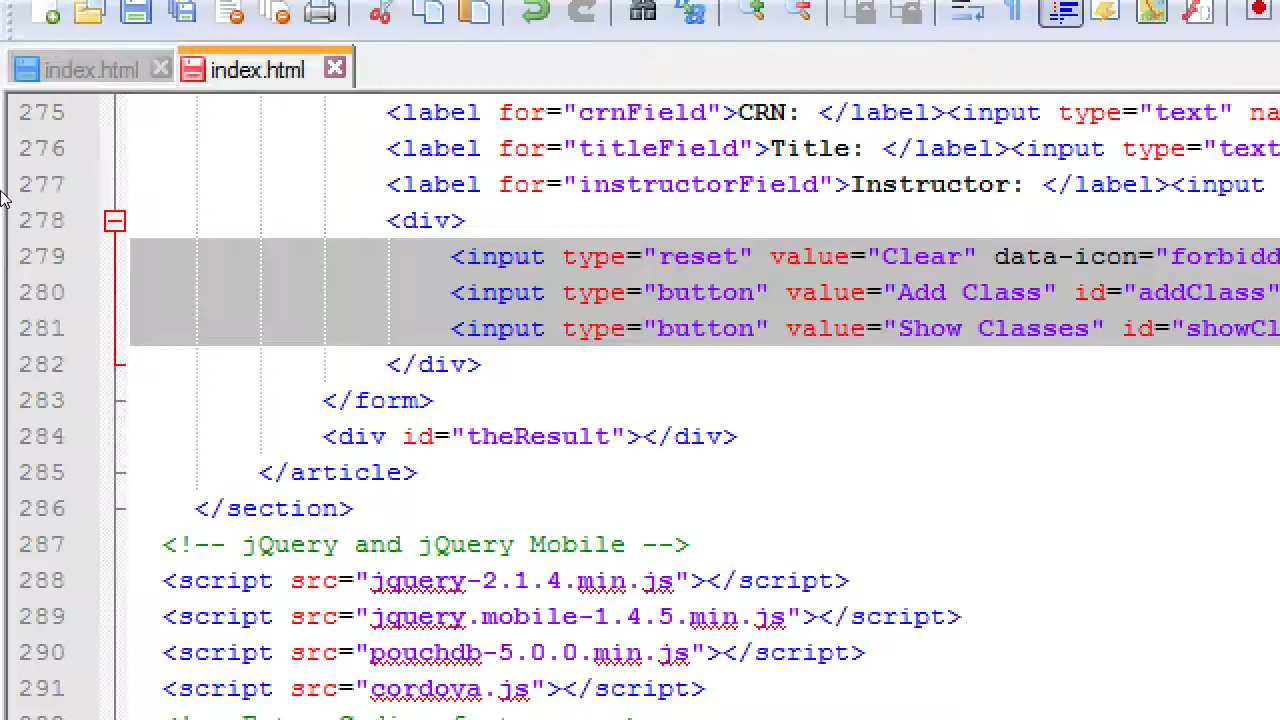 index.html
index.html
275 <label for="crnField">CRN: </label><input type="text" na
276 <label for="titleField">Title: </label><input type="text
277 <label for="instructorField">Instructor: </label><input
278 <div>
279 <input type="reset" value="Clear" data-icon="forbidd
280 <input type="button" value="Add Class" id="addClass"
281 <input type="button" value="Show Classes" id="showCl
282 </div>
283 </form>
284 <div id="theResult"></div>
285 </article>
286 </section>
287 <!-- jQuery and jQuery Mobile -->
288 <script src="jquery-2.1.4.min.js"></script>
289 <script src="jquery.mobile-1.4.5.min.js"></script>
290 <script src="pouchdb-5.0.0.min.js"></script>
291 <script src="cordova.js"></script>